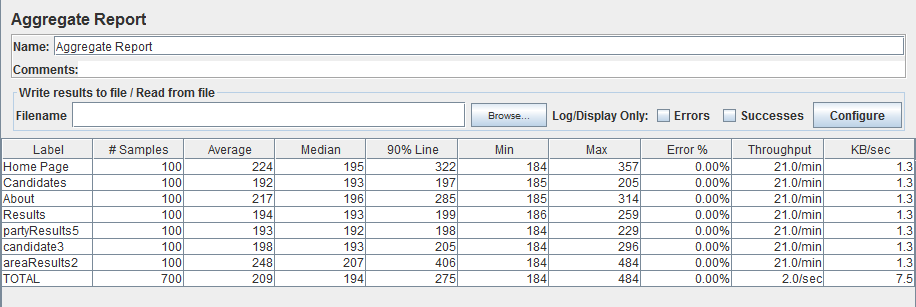 Aggregate Report
Name: Aggregate Report
Comments:
Write results to file / Read from file
Filename Browse... Log/Display Only: Errors Successes Configure
Label # Samples Average Median 90% Line Min Max Error % Throughput KB/sec
Home Page 100 224 195 322 184 357 0.00% 21.0/min 1.3
Candidates 100 192 193 197 185 205 0.00% 21.0/min 1.3
About 100 217 196 285 185 314 0.00% 21.0/min 1.3
Results 100 194 193 199 186 259 0.00% 21.0/min 1.3
partyResults5 100 193 192 198 184 229 0.00% 21.0/min 1.3
candidate3 100 198 193 205 184 296 0.00% 21.0/min 1.3
areaResults2 100 248 207 406 184 484 0.00% 21.0/min 1.3
TOTAL 700 209 194 275 184 484 0.00% 2.0/sec 7.5